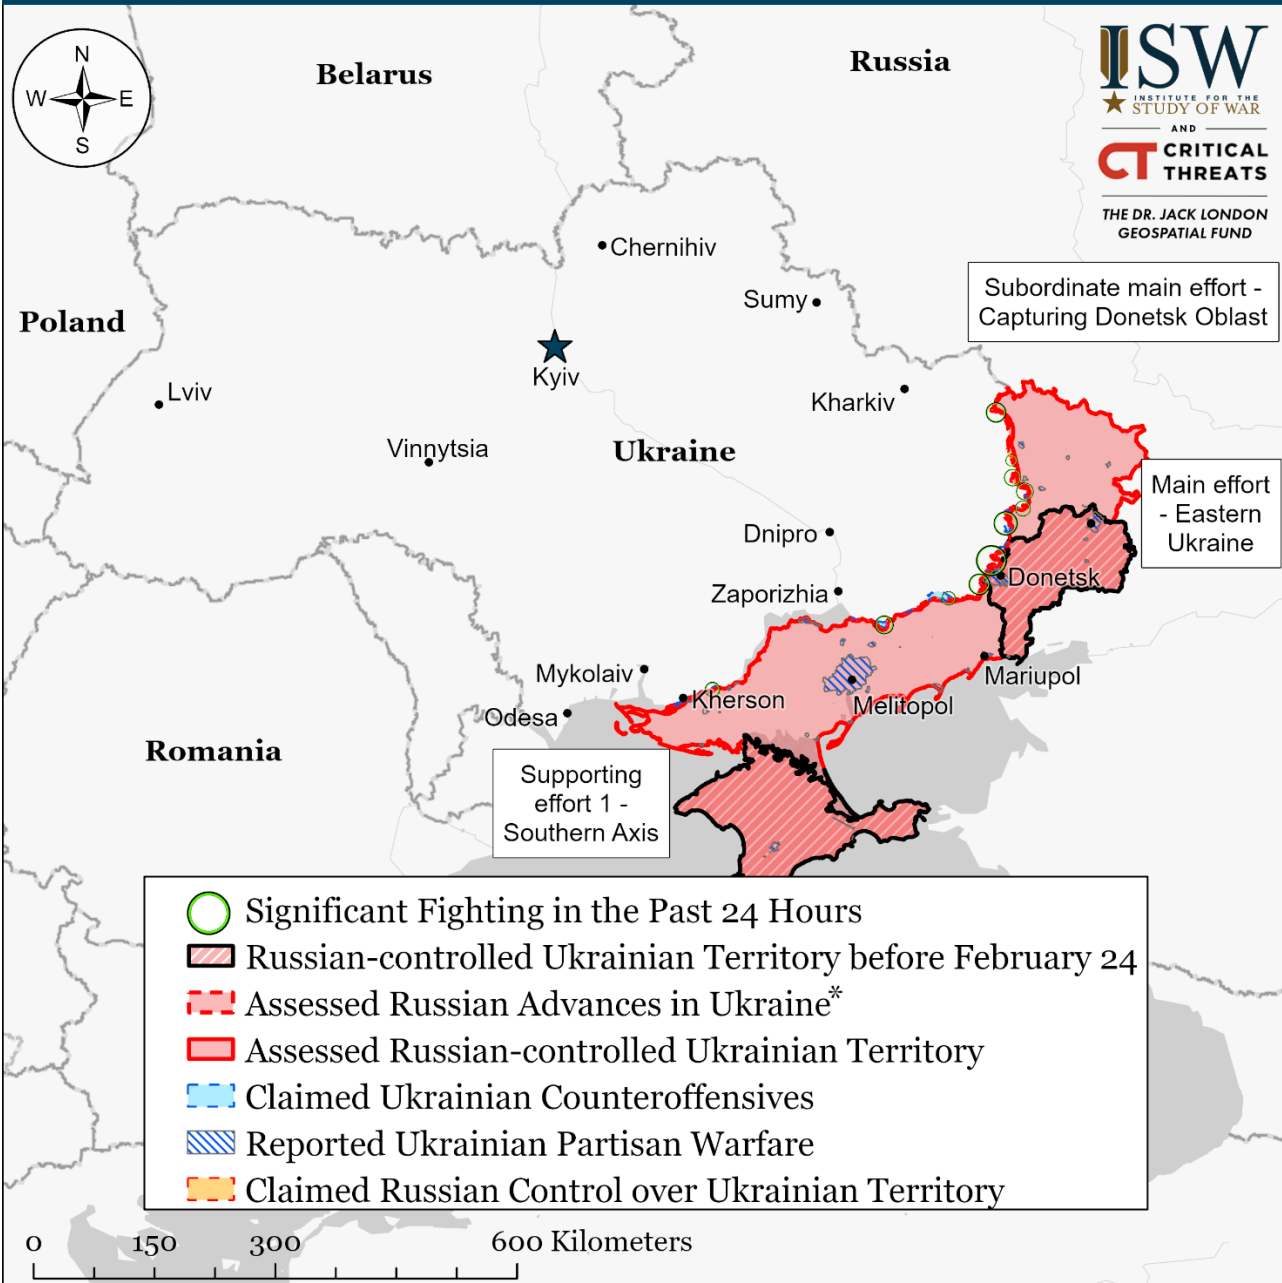 N
W
E
S
Belarus
Russia
ISW
INSTITUTE FOR THE
STUDY OF WAR
AND
CT CRITICAL
THREATS
THE DR. JACK LONDON
GEOSPATIAL FUND
Chernihiv
Subordinate main effort -
Capturing Donetsk Oblast
Sumy
Poland
Kyiv
Lviv
Kharkiv
Vinnytsia
Ukraine
Main effort
- Eastern
Ukraine
Dnipro
Donetsk
Zaporizhia
Mykolaiv
Mariupol
Kherson
Melitopol
Odesa
Romania
Supporting
effort 1 -
Southern Axis
Significant Fighting in the Past 24 Hours
Russian-controlled Ukrainian Territory before February 24
Assessed Russian Advances in Ukraine*
Assessed Russian-controlled Ukrainian Territory
Claimed Ukrainian Counteroffensives
Reported Ukrainian Partisan Warfare
Claimed Russian Control over Ukrainian Territory
0 150 300 600 Kilometers